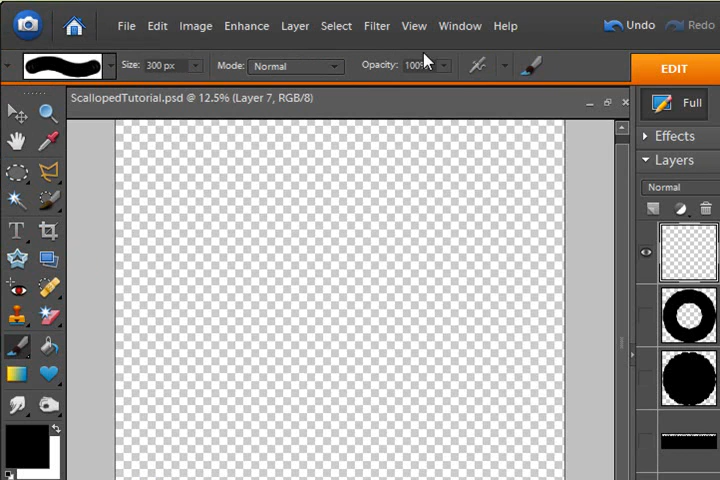 File Edit Image Enhance Layer Select Filter View Window Help Undo Redo
Size: 300 px Mode: Normal Opacity: 100%
EDIT
ScallopedTutorial.psd @ 12.5% (Layer 7, RGB/8)
Full
Effects
Layers
Normal
T